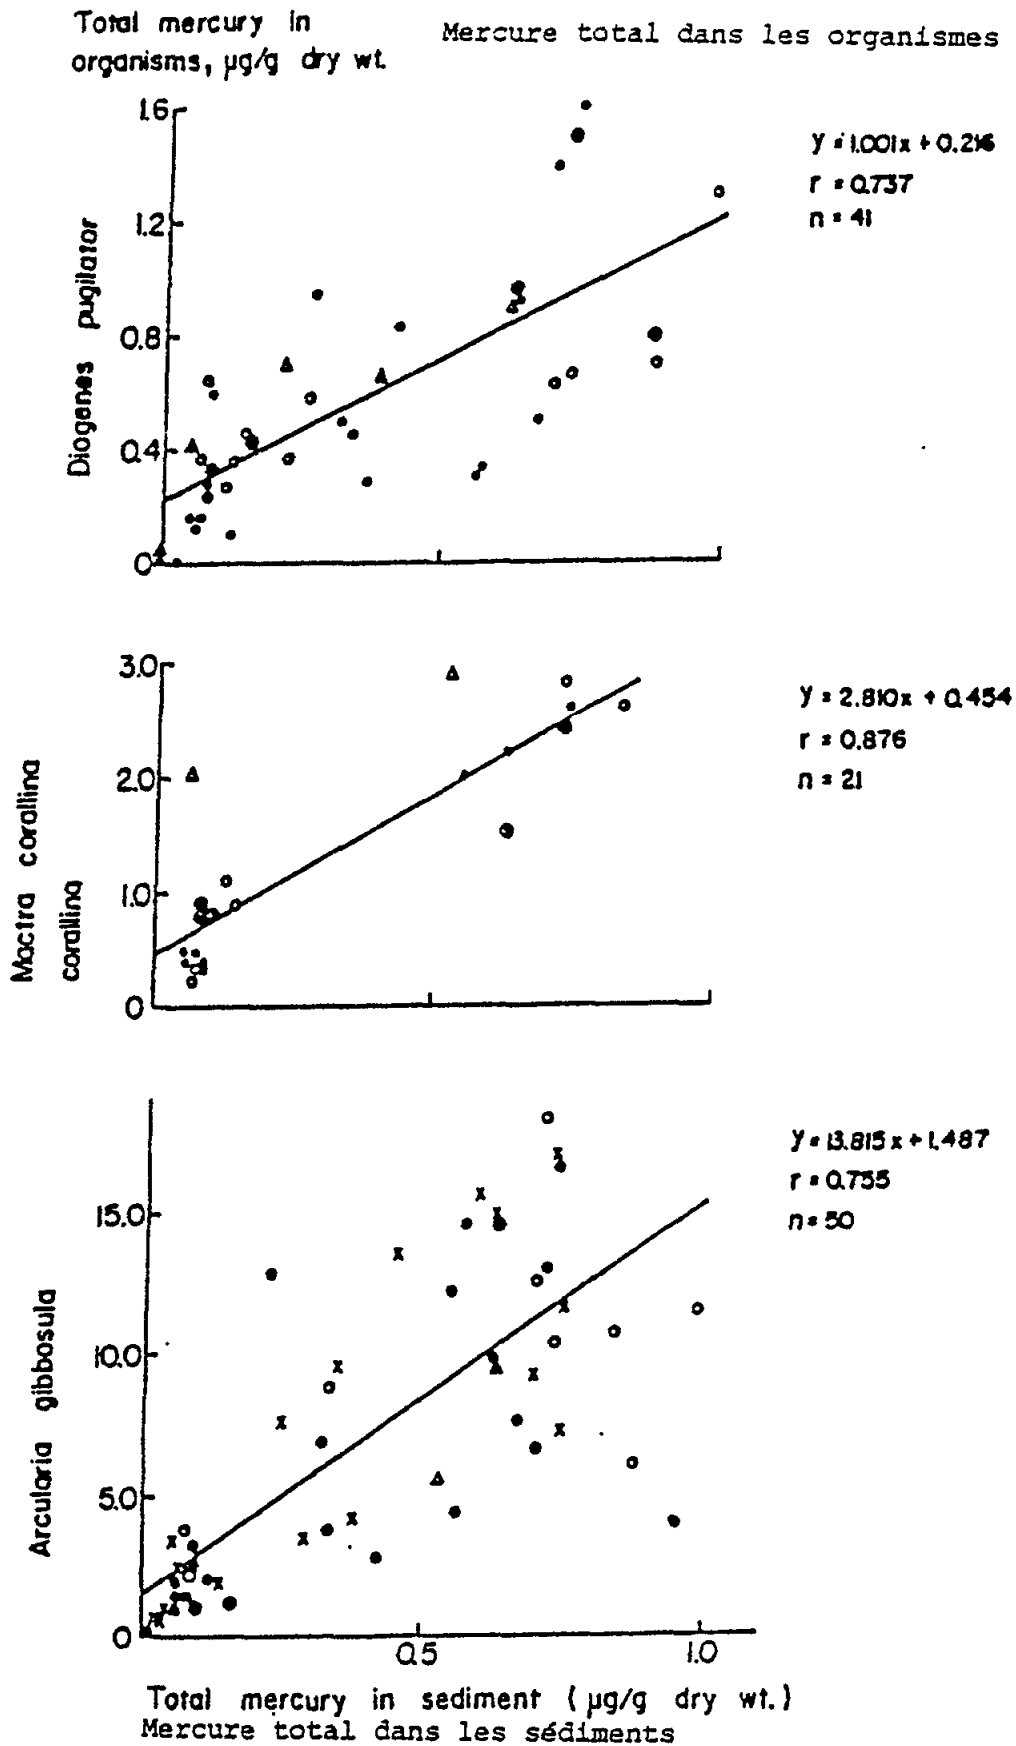 Total mercury in
organisms, µg/g dry wt.
Mercure total dans les organismes
1.6
1.2
0.8
0.4
0
Diogenes pugilator
y = 1.001x + 0.216
r = 0.737
n = 41
3.0
2.0
1.0
0
Mactra corallina
corallina
y = 2.810x + 0.454
r = 0.876
n = 21
15.0
10.0
5.0
0
Arcularia gibbosula
y = 13.815x + 1.487
r = 0.755
n = 50
0.5
1.0
Total mercury in sediment (µg/g dry wt.)
Mercure total dans les sédiments